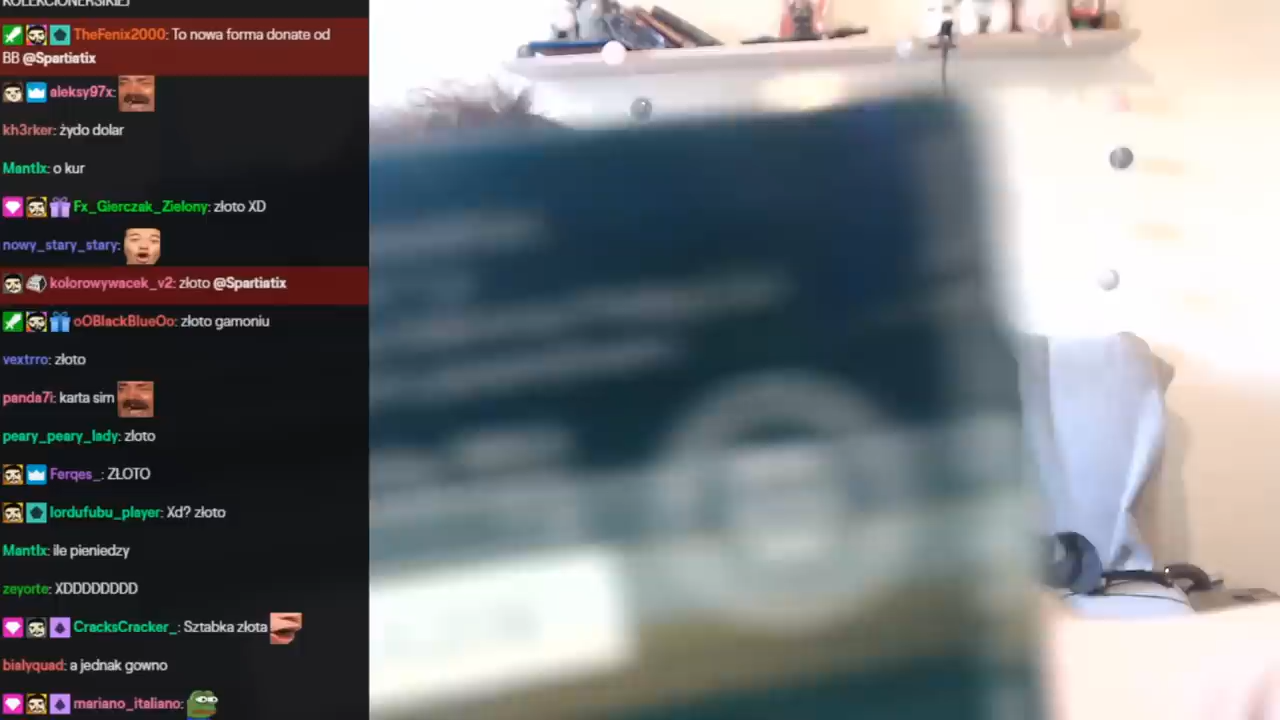 KOLEKCJONERSKIEJ
TheFenix2000: To nowa forma donate od
BB @Spartiatix
aleksy97x:
kh3rker: żydo dolar
Mantlx: o kur
Fx_Gierczak_Zielony: złoto XD
nowy_stary_stary:
kolorowywacek_v2: złoto @Spartiatix
oOBlackBlueOo: złoto gamoniu
vextrro: złoto
panda7i: karta sim
peary_peary_lady: zloto
Ferqes_: ZŁOTO
lordufubu_player: Xd? złoto
Mantlx: ile pieniedzy
zeyorte: XDDDDDDDD
CracksCracker_: Sztabka złota
bialyquad: a jednak gowno
mariano_italiano: